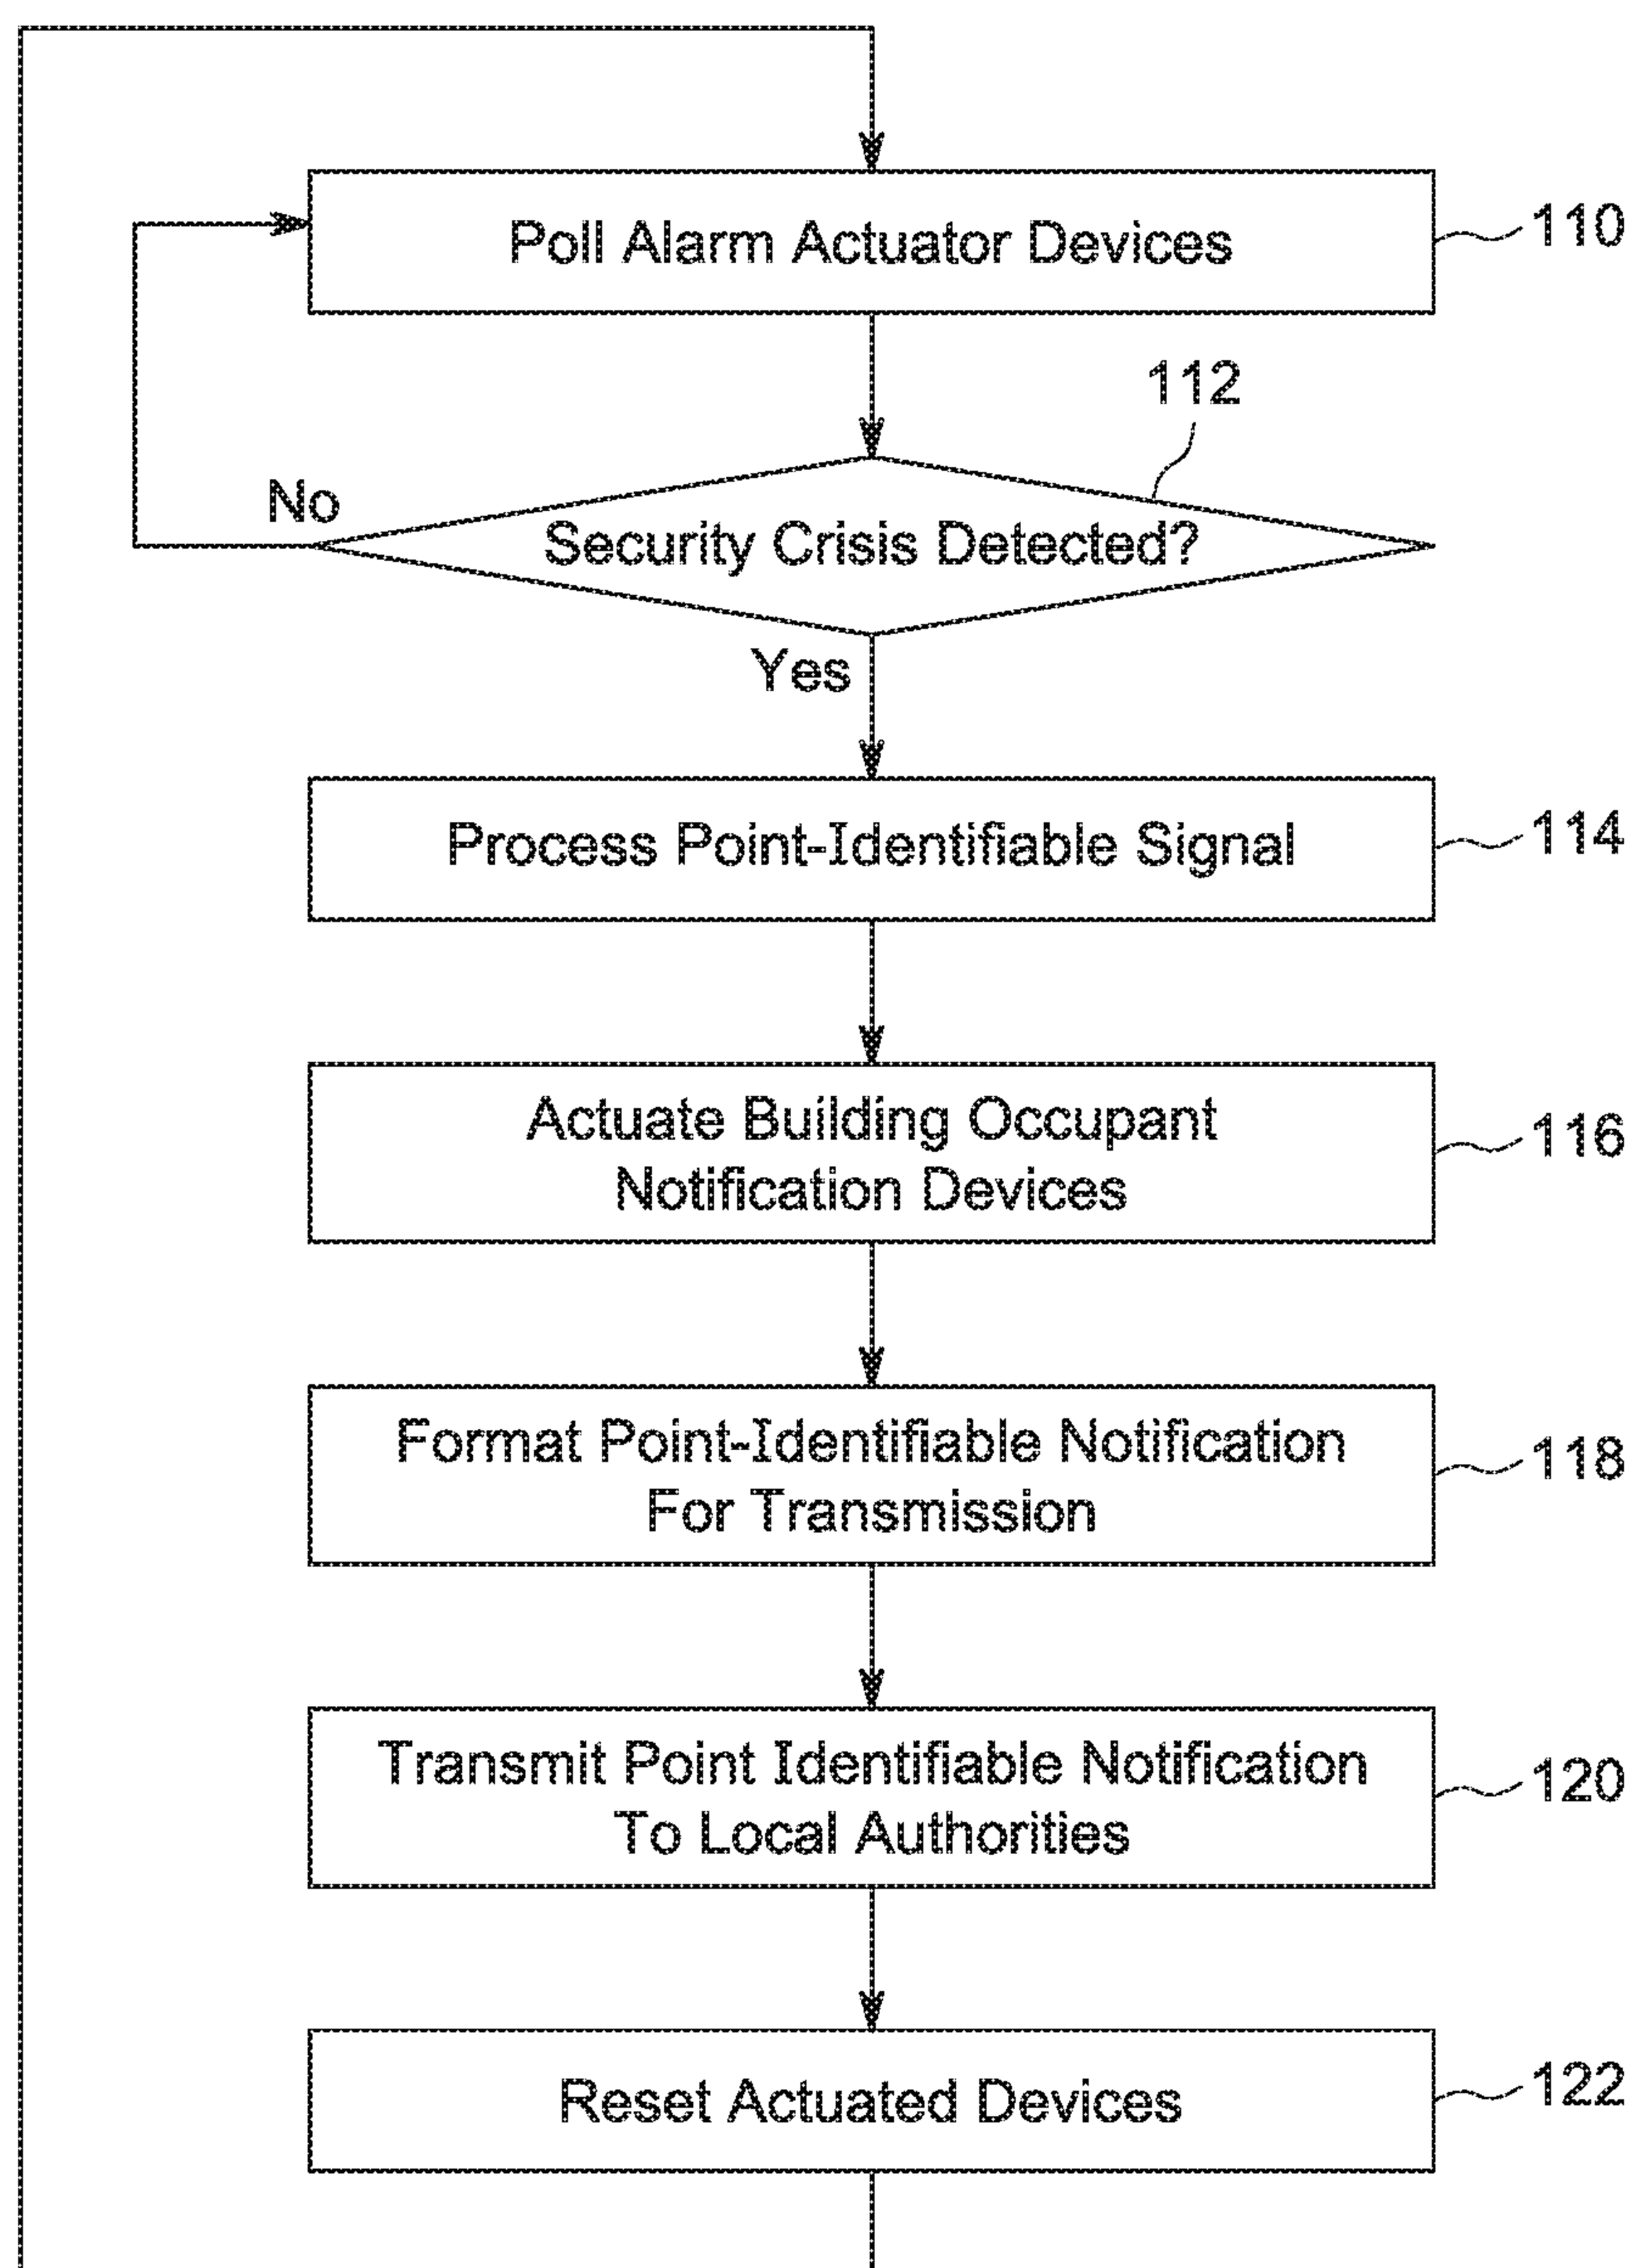 Poll Alarm Actuator Devices
110
112
No
Security Crisis Detected?
Yes
Process Point-Identifiable Signal
114
Actuate Building Occupant
Notification Devices
116
Format Point-Identifiable Notification
For Transmission
118
Transmit Point Identifiable Notification
To Local Authorities
120
Reset Actuated Devices
122